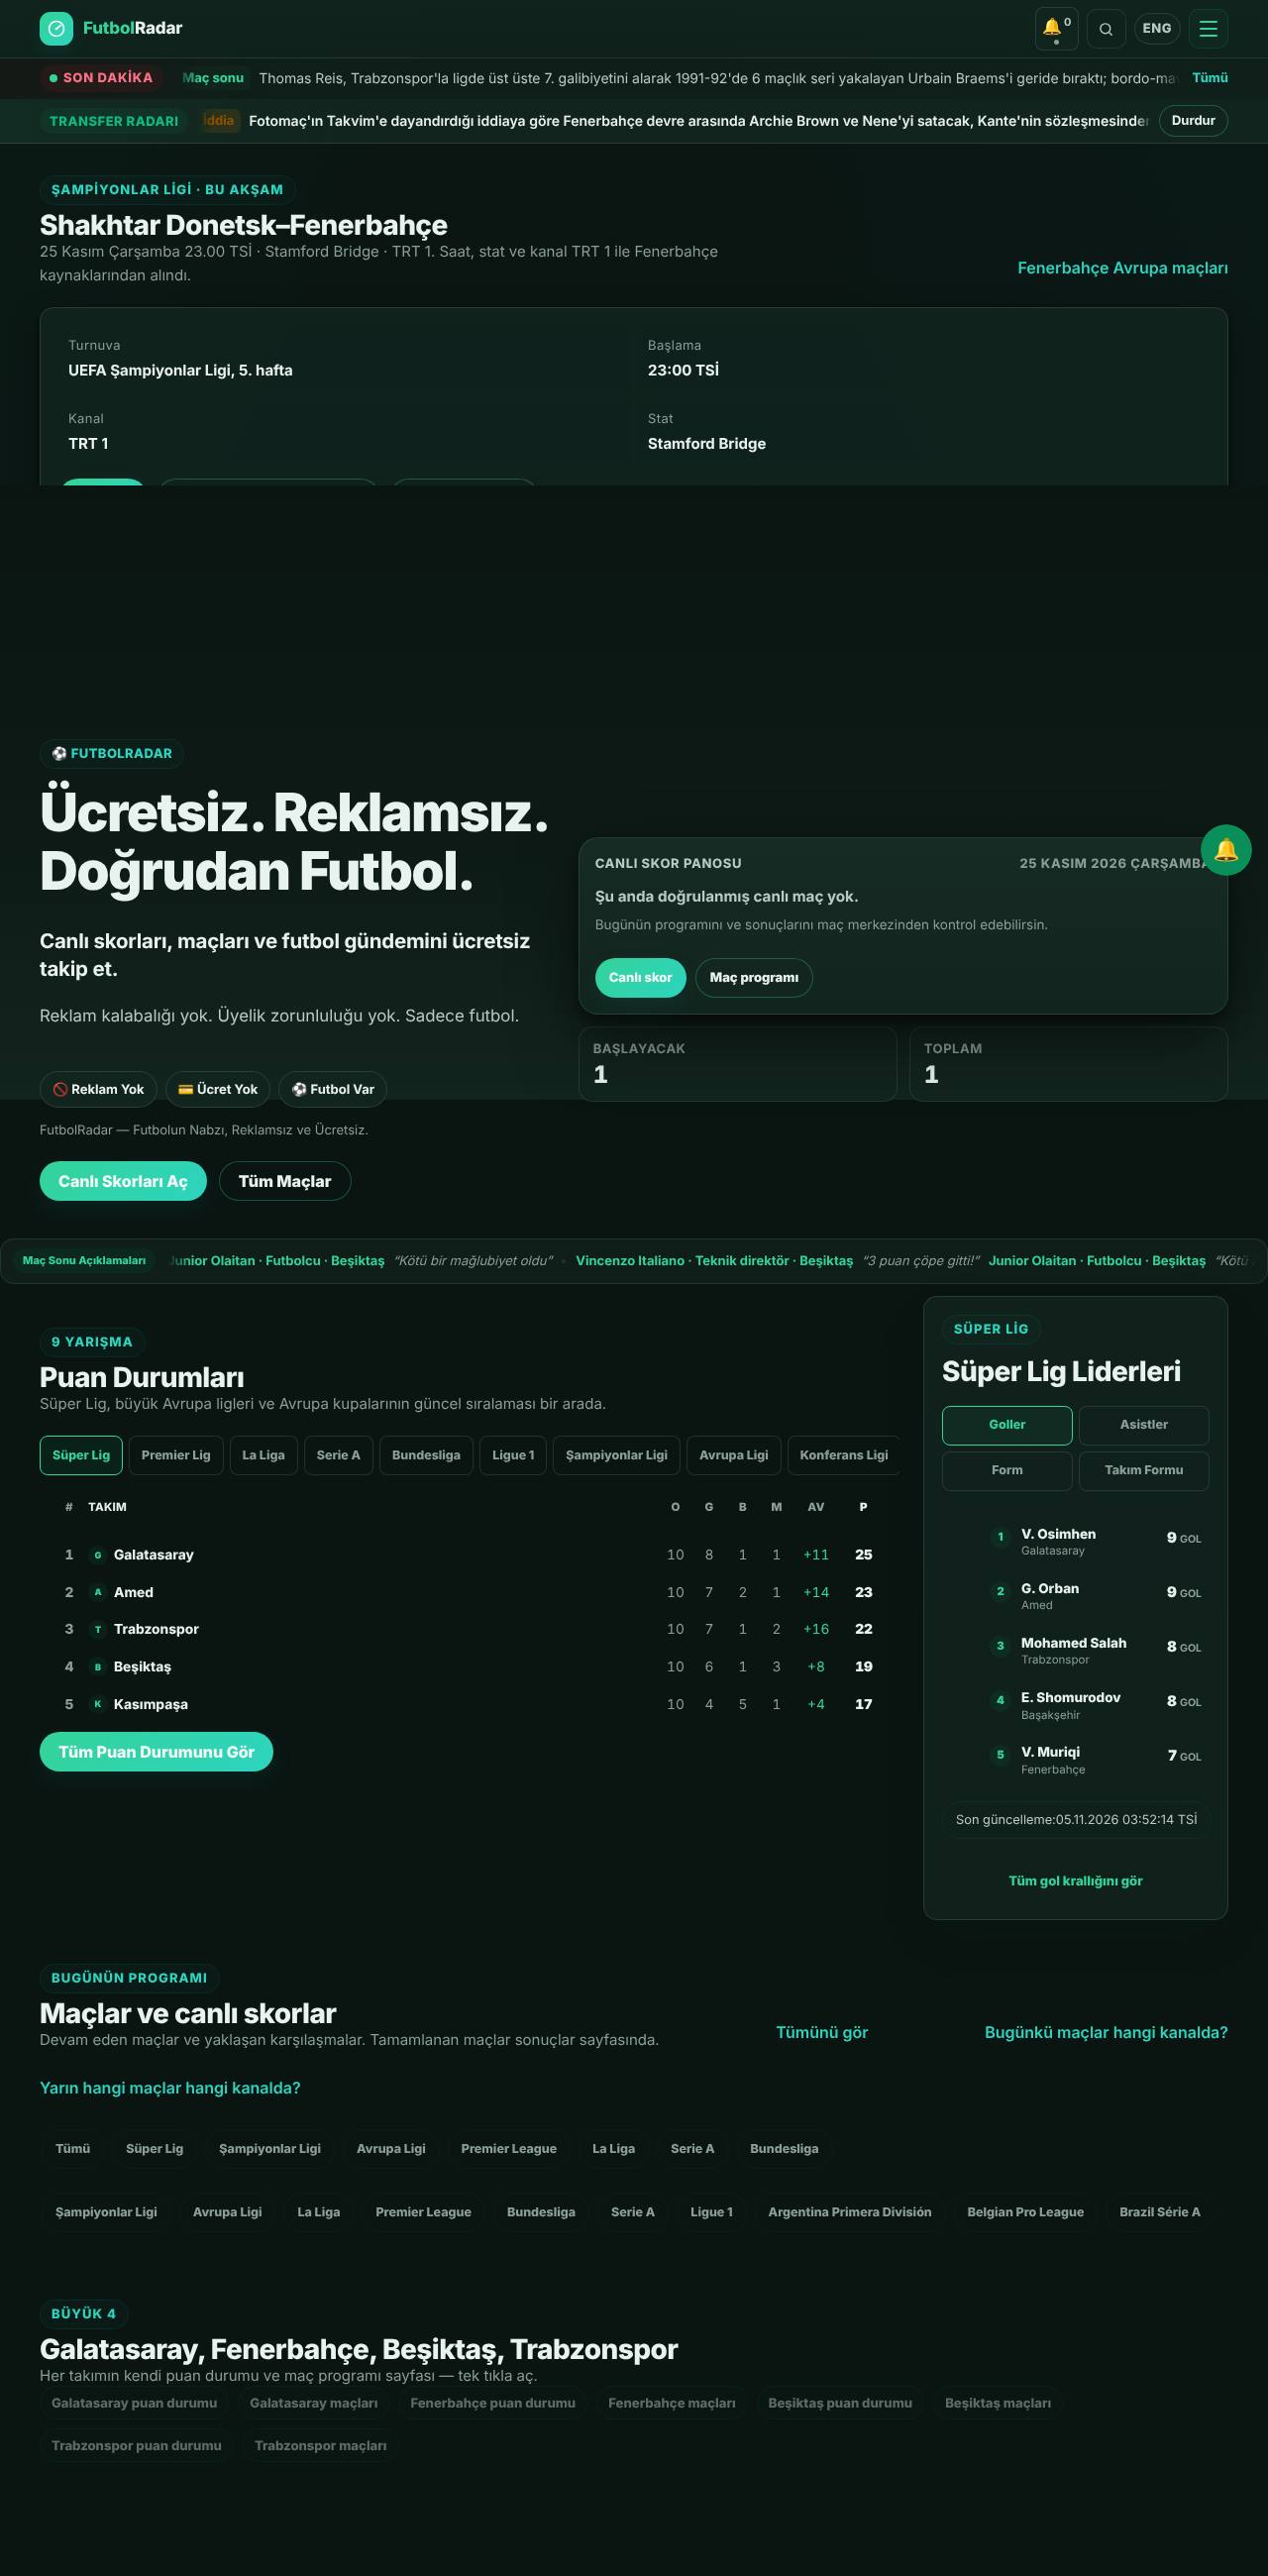 FutbolRadar
🔔 0
ENG
SON DAKİKA Maç sonu Thomas Reis, Trabzonspor'la ligde üst üste 7. galibiyetini alarak 1991-92'de 6 maçlık seri yakalayan Urbain Braems'i geride bıraktı; Tümü
TRANSFER RADARI İddia Fotomaç'ın Takvim'e dayandırdığı iddiaya göre Fenerbahçe devre arasında Archie Brown ve Nene'yi satacak, Kante'nin Durdur
ŞAMPİYONLAR LİGİ · BU AKŞAM
Shakhtar Donetsk–Fenerbahçe
25 Kasım Çarşamba 23.00 TSİ · Stamford Bridge · TRT 1. Saat, stat ve kanal TRT 1 ile Fenerbahçe
kaynaklarından alındı.
Fenerbahçe Avrupa maçları
Turnuva
UEFA Şampiyonlar Ligi, 5. hafta
Başlama
23:00 TSİ
Kanal
TRT 1
Stat
Stamford Bridge
⚽ FUTBOLRADAR
Ücretsiz. Reklamsız.
Doğrudan Futbol.
Canlı skorları, maçları ve futbol gündemini ücretsiz
takip et.
Reklam kalabalığı yok. Üyelik zorunluluğu yok. Sadece futbol.
🚫 Reklam Yok 💳 Ücret Yok ⚽ Futbol Var
FutbolRadar — Futbolun Nabzı, Reklamsız ve Ücretsiz.
Canlı Skorları Aç Tüm Maçlar
CANLI SKOR PANOSU 25 KASIM 2026
Şu anda doğrulanmış canlı maç yok.
Bugünün programını ve sonuçlarını maç merkezinden kontrol edebilirsin.
Canlı skor Maç programı
BAŞLAYACAK
1
TOPLAM
1
Maç Sonu Açıklamaları Junior Olaitan · Futbolcu · Beşiktaş “Kötü bir mağlubiyet oldu” • Vincenzo Italiano · Teknik direktör · Beşiktaş “3 puan çöpe gitti!” Junior Olaitan · Futbolcu · Beşiktaş “Kötü
9 YARIŞMA
Puan Durumları
Süper Lig, büyük Avrupa ligleri ve Avrupa kupalarının güncel sıralaması bir arada.
Süper Lig Premier Lig La Liga Serie A Bundesliga Ligue 1 Şampiyonlar Ligi Avrupa Ligi Konferans Ligi
# TAKIM O G B M AV P
1 G Galatasaray 10 8 1 1 +11 25
2 A Amed 10 7 2 1 +14 23
3 T Trabzonspor 10 7 1 2 +16 22
4 B Beşiktaş 10 6 1 3 +8 19
5 K Kasımpaşa 10 4 5 1 +4 17
Tüm Puan Durumunu Gör
SÜPER LİG
Süper Lig Liderleri
Goller Asistler
Form Takım Formu
1 V. Osimhen 9 GOL
Galatasaray
2 G. Orban 9 GOL
Amed
3 Mohamed Salah 8 GOL
Trabzonspor
4 E. Shomurodov 8 GOL
Başakşehir
5 V. Muriqi 7 GOL
Fenerbahçe
Son güncelleme:05.11.2026 03:52:14 TSİ
Tüm gol krallığını gör
BUGÜNÜN PROGRAMI
Maçlar ve canlı skorlar
Devam eden maçlar ve yaklaşan karşılaşmalar. Tamamlanan maçlar sonuçlar sayfasında.
Tümünü gör Bugünkü maçlar hangi kanalda?
Yarın hangi maçlar hangi kanalda?
Tümü Süper Lig Şampiyonlar Ligi Avrupa Ligi Premier League La Liga Serie A Bundesliga
Şampiyonlar Ligi Avrupa Ligi La Liga Premier League Bundesliga Serie A Ligue 1 Argentina Primera División Belgian Pro League Brazil Série A
BÜYÜK 4
Galatasaray, Fenerbahçe, Beşiktaş, Trabzonspor
Her takımın kendi puan durumu ve maç programı sayfası — tek tıkla aç.
Galatasaray puan durumu Galatasaray maçları Fenerbahçe puan durumu Fenerbahçe maçları Beşiktaş puan durumu Beşiktaş maçları
Trabzonspor puan durumu Trabzonspor maçları